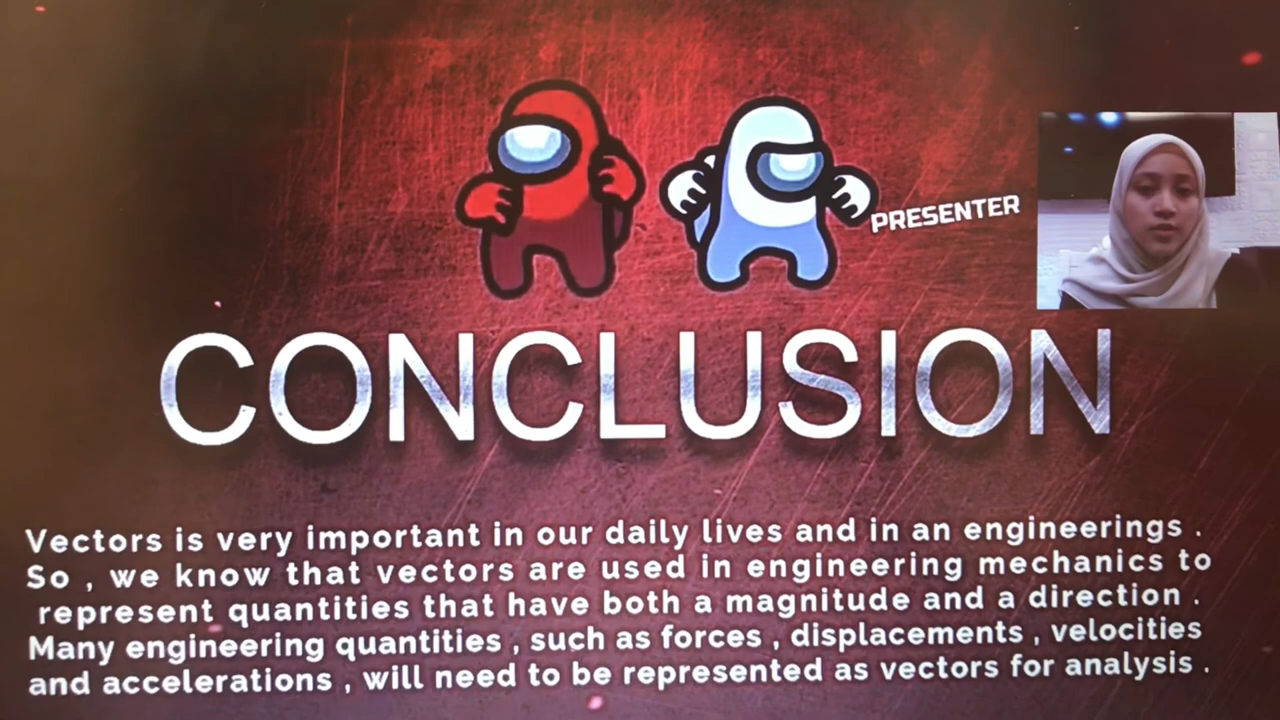 PRESENTER
CONCLUSION
Vectors is very important in our daily lives and in an engineerings .
So , we know that vectors are used in engineering mechanics to
represent quantities that have both a magnitude and a direction .
Many engineering quantities , such as forces , displacements , velocities
and accelerations , will need to be represented as vectors for analysis .